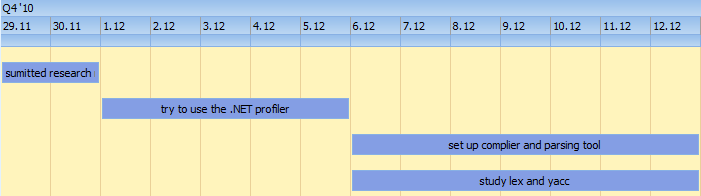 Q4 '10
29.11 30.11 1.12 2.12 3.12 4.12 5.12 6.12 7.12 8.12 9.12 10.12 11.12 12.12
sumitted research
try to use the .NET profiler
set up complier and parsing tool
study lex and yacc